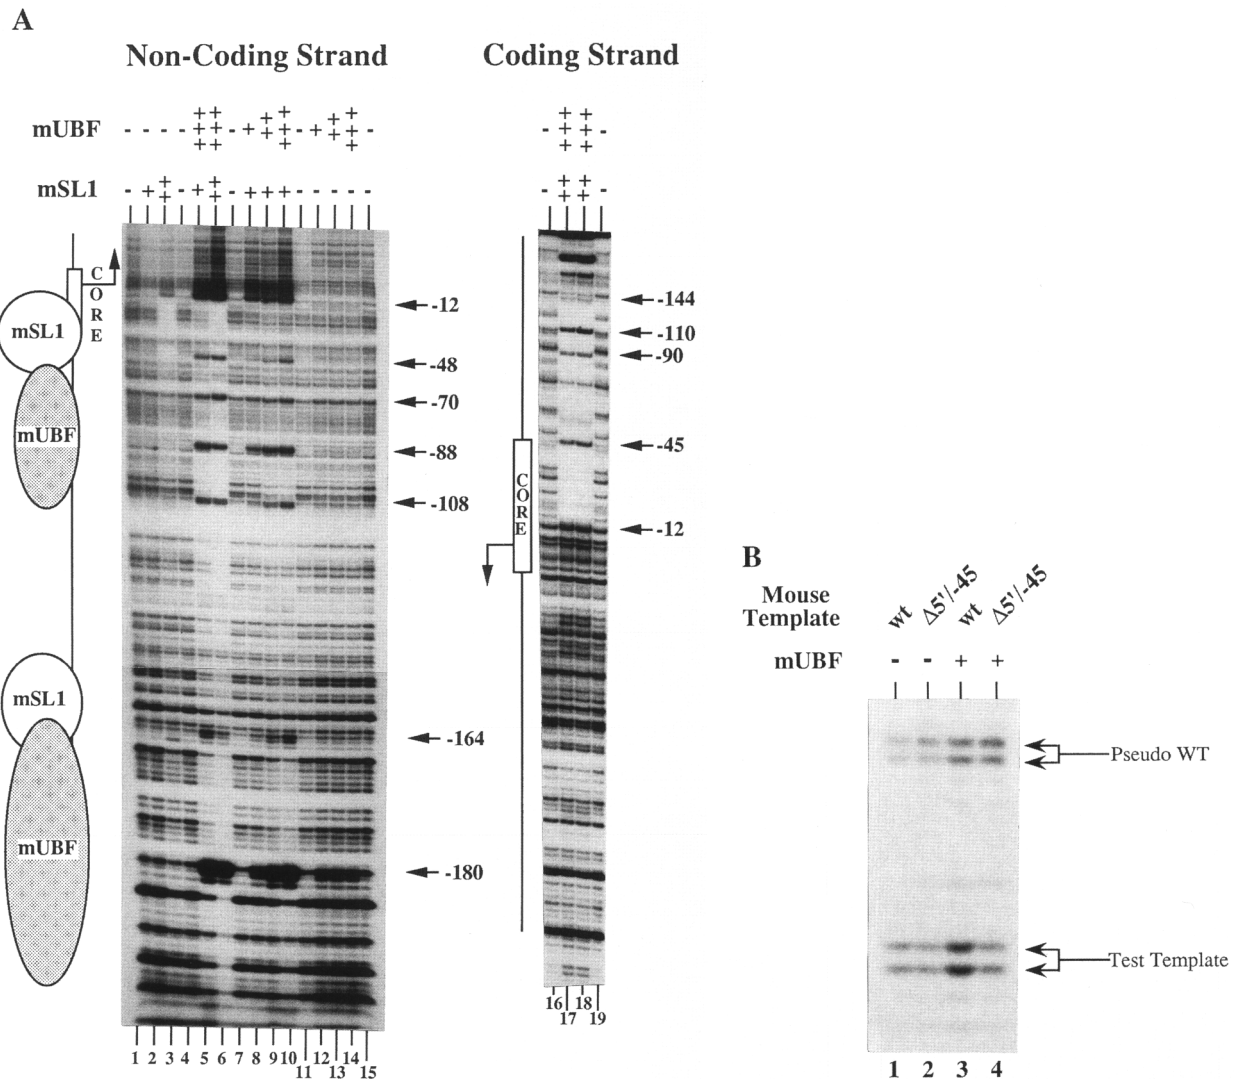 A
Non-Coding Strand
Coding Strand
mUBF - - - - +++ +++ - + ++ +++ - + ++ +++ -
- +++ +++ -
mSL1 - + ++ - + ++ - + + + - - - - -
- ++ ++ -
CORE
mSL1
mUBF
mSL1
mUBF
-12
-48
-70
-88
-108
-164
-180
CORE
-144
-110
-90
-45
-12
1 2 3 4 5 6 7 8 9 10 11 12 13 14 15
16 17 18 19
B
Mouse
Template
wt Δ5'/-45 wt Δ5'/-45
mUBF - - + +
Pseudo WT
Test Template
1 2 3 4